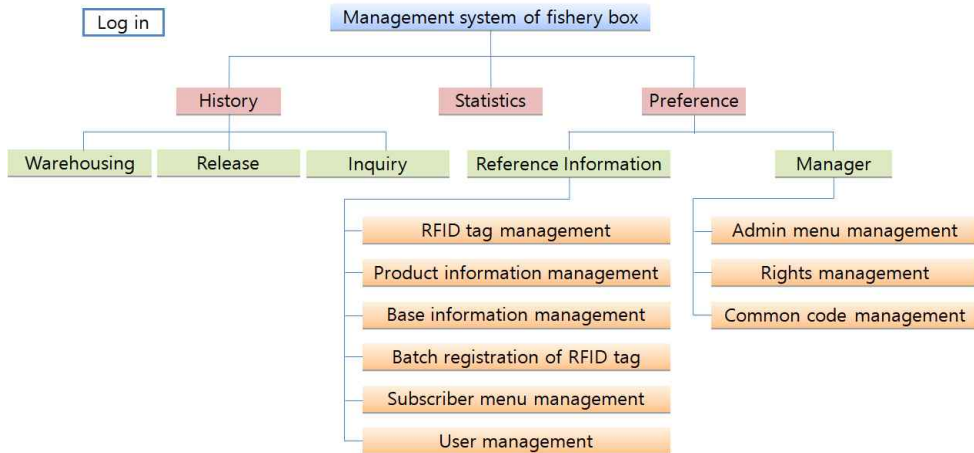 Log in
Management system of fishery box
History
Statistics
Preference
Warehousing
Release
Inquiry
Reference Information
Manager
RFID tag management
Product information management
Base information management
Batch registration of RFID tag
Subscriber menu management
User management
Admin menu management
Rights management
Common code management